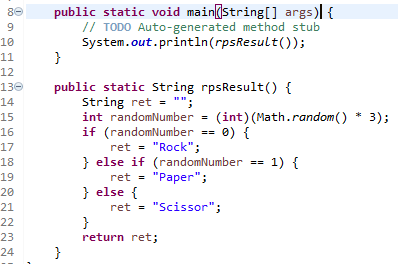 8 public static void main(String[] args) {
9 // TODO Auto-generated method stub
10 System.out.println(rpsResult());
11 }
12
13 public static String rpsResult() {
14 String ret = "";
15 int randomNumber = (int)(Math.random() * 3);
16 if (randomNumber == 0) {
17 ret = "Rock";
18 } else if (randomNumber == 1) {
19 ret = "Paper";
20 } else {
21 ret = "Scissor";
22 }
23 return ret;
24 }